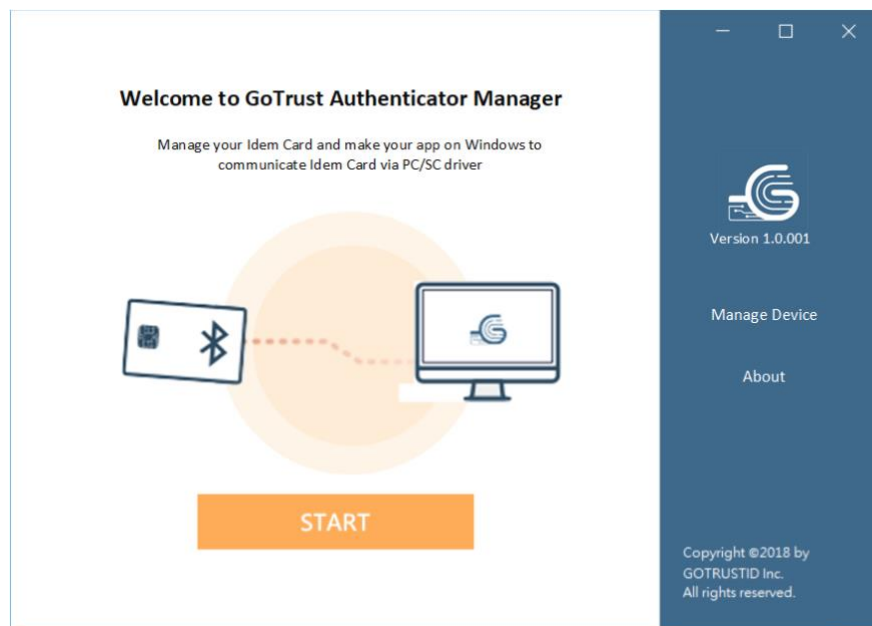 Welcome to GoTrust Authenticator Manager
Manage your Idem Card and make your app on Windows to
communicate Idem Card via PC/SC driver
START
Version 1.0.001
Manage Device
About
Copyright ©2018 by
GOTRUSTID Inc.
All rights reserved.